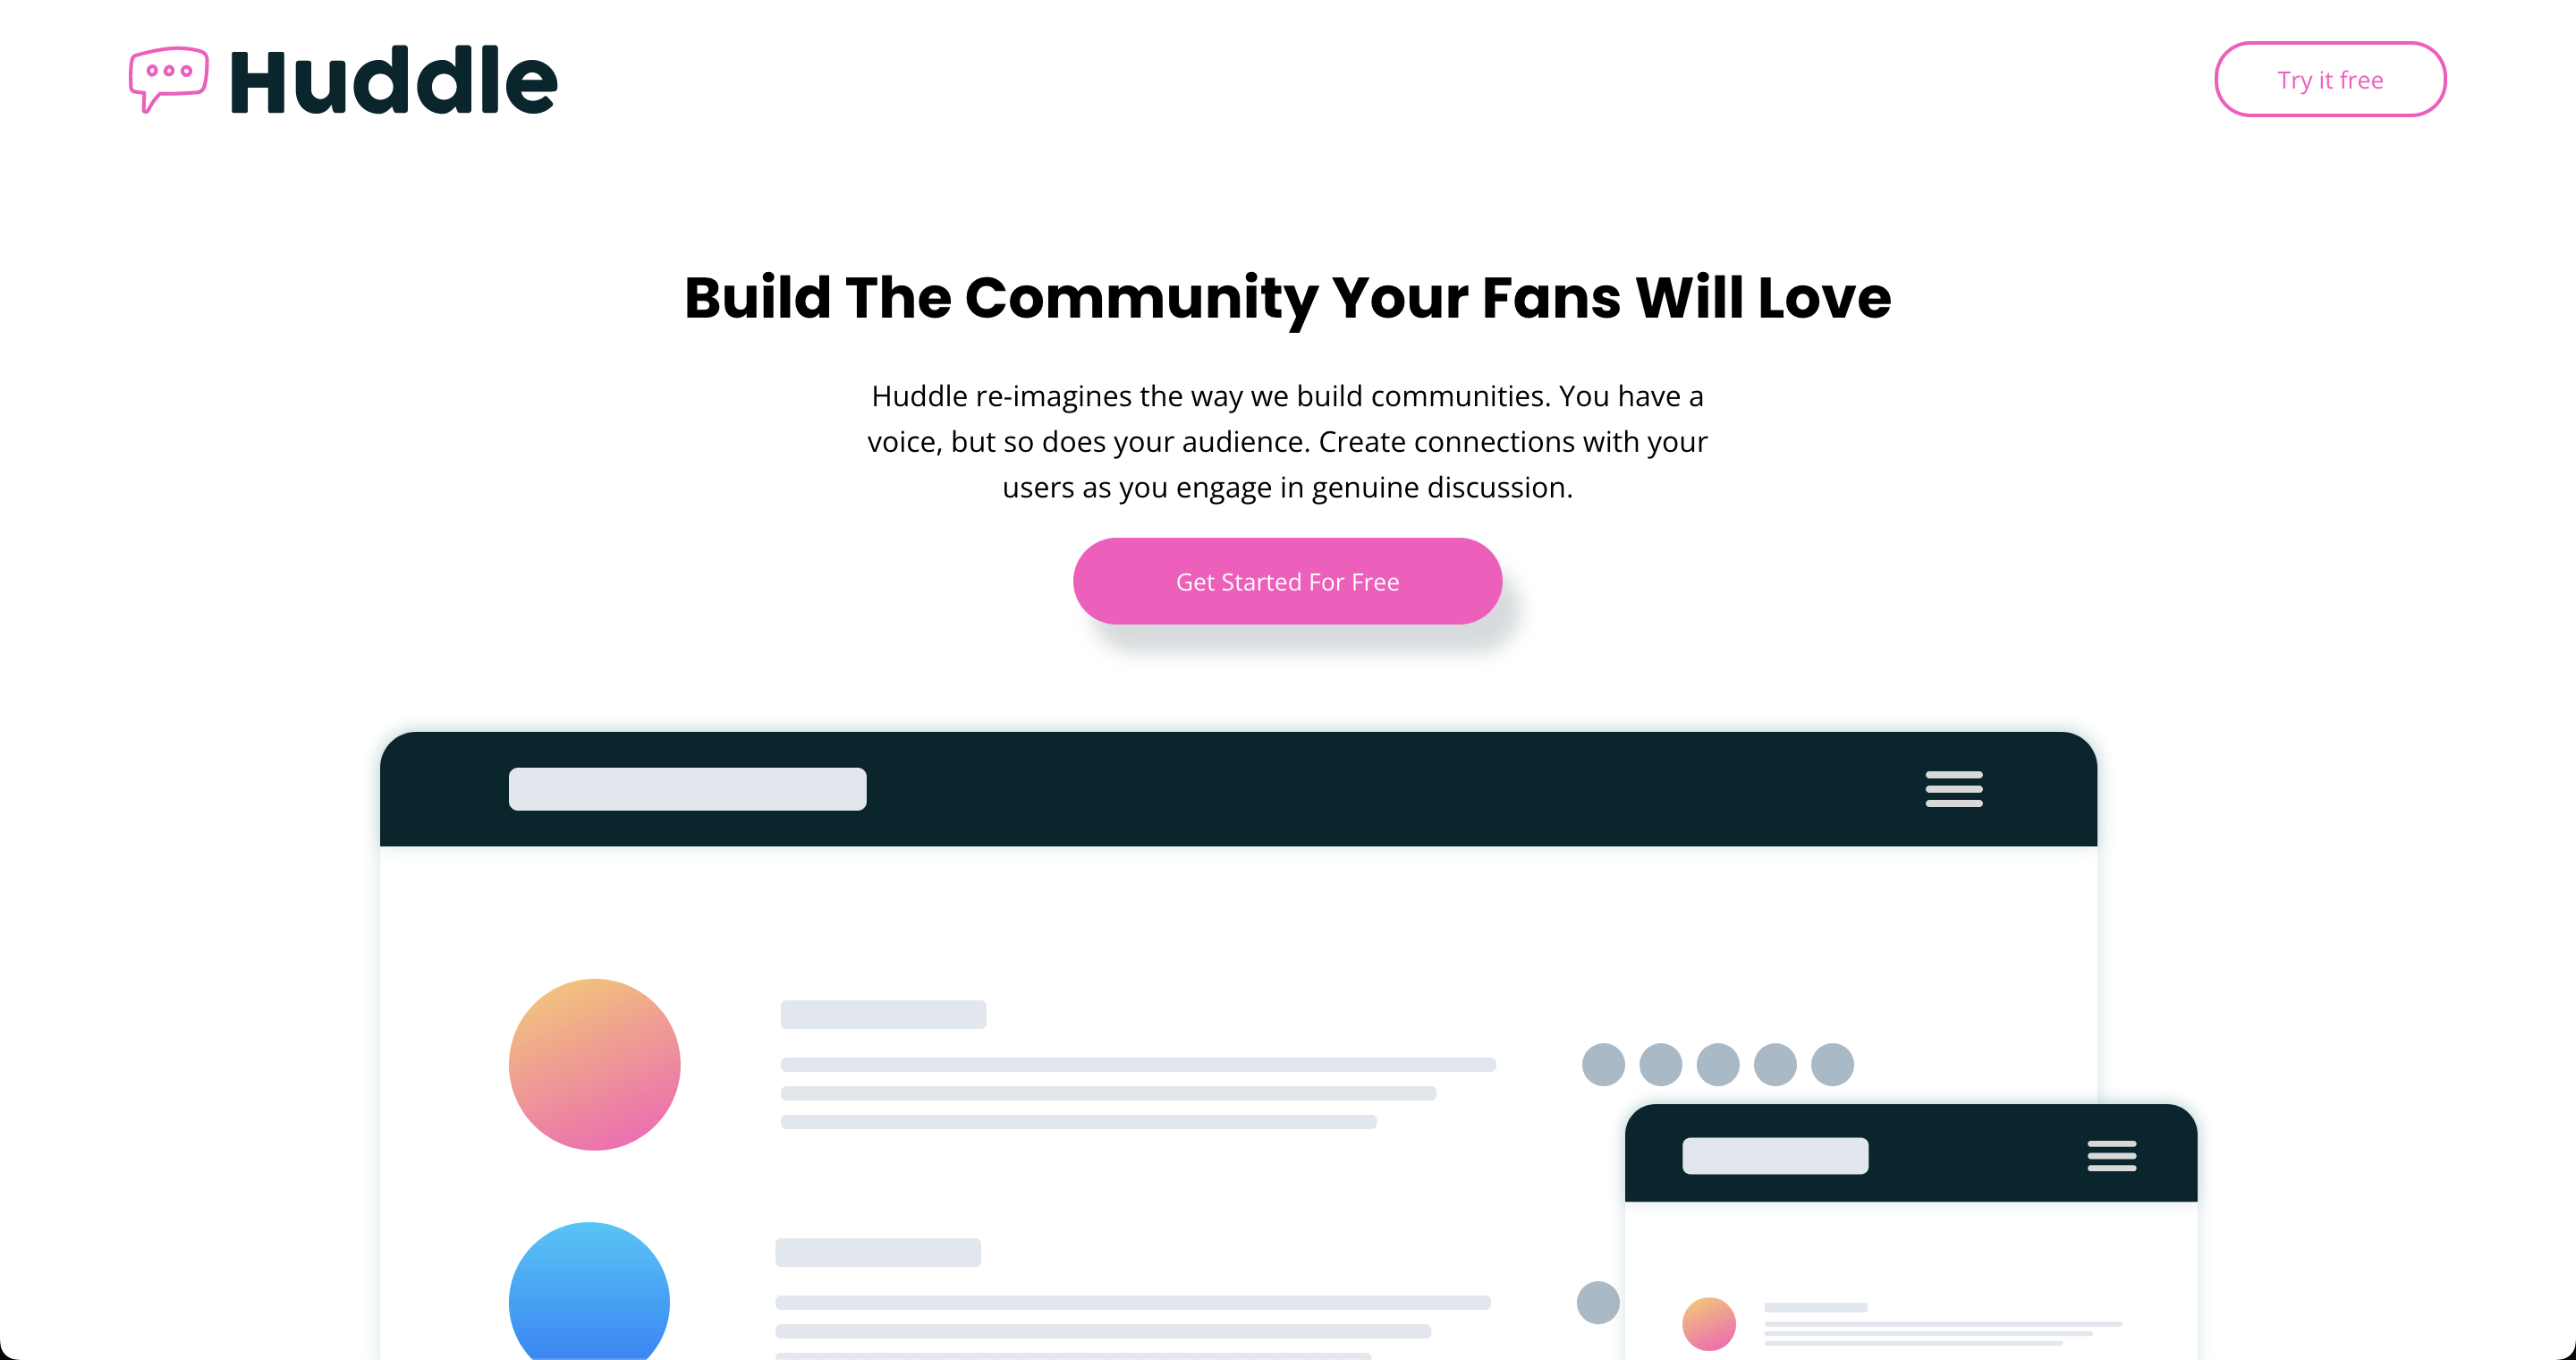 Huddle
Try it free
Build The Community Your Fans Will Love
Huddle re-imagines the way we build communities. You have a
voice, but so does your audience. Create connections with your
users as you engage in genuine discussion.
Get Started For Free